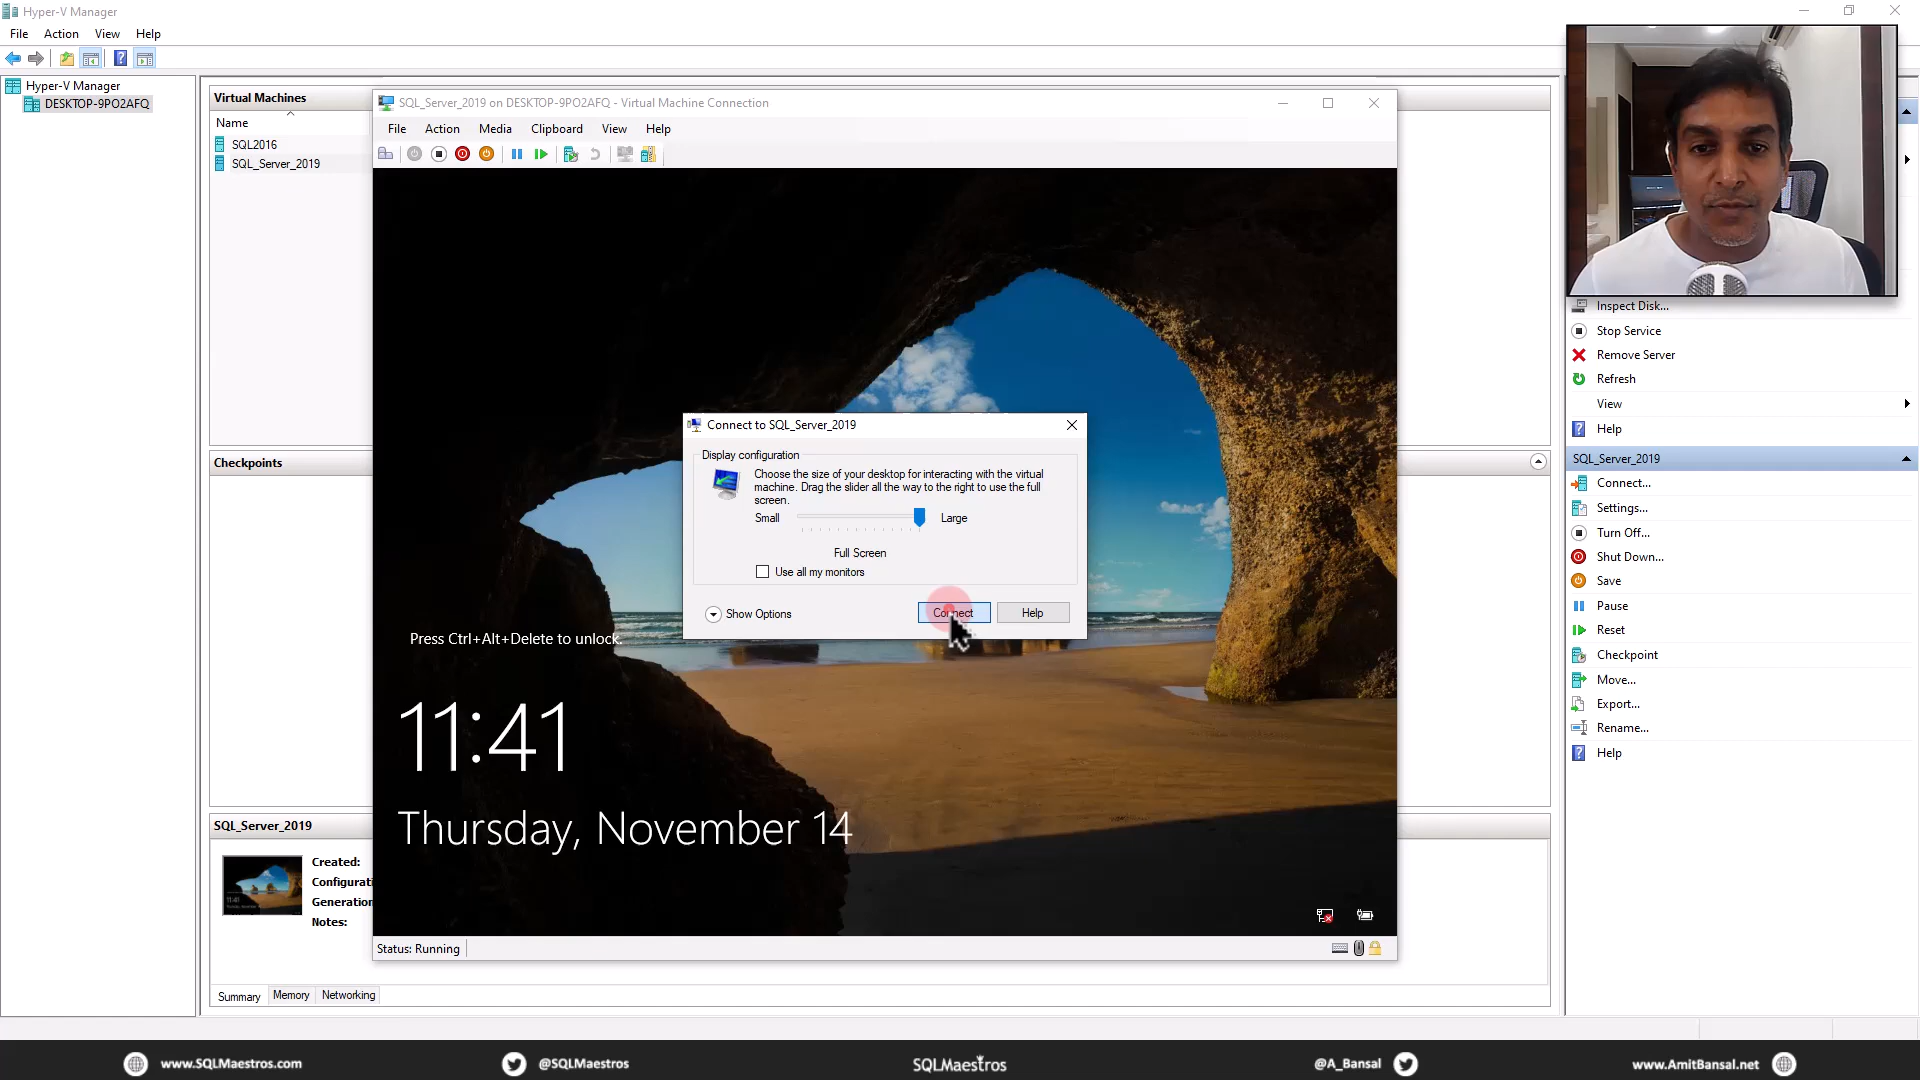 Hyper-V Manager
File Action View Help
Hyper-V Manager
DESKTOP-9PO2AFQ
Virtual Machines
Name
SQL2016
SQL_Server_2019
Checkpoints
SQL_Server_2019
Created:
Configurati
Generation
Notes:
Summary Memory Networking
SQL_Server_2019 on DESKTOP-9PO2AFQ - Virtual Machine Connection
File Action Media Clipboard View Help
Press Ctrl+Alt+Delete to unlock.
11:41
Thursday, November 14
Status: Running
Connect to SQL_Server_2019
Display configuration
Choose the size of your desktop for interacting with the virtual
machine. Drag the slider all the way to the right to use the full
screen.
Small Large
Full Screen
Use all my monitors
Show Options
Connect Help
Inspect Disk...
Stop Service
Remove Server
Refresh
View
Help
SQL_Server_2019
Connect...
Settings...
Turn Off...
Shut Down...
Save
Pause
Reset
Checkpoint
Move...
Export...
Rename...
Help
www.SQLMaestros.com
@SQLMaestros
SQLMaestros
@A_Bansal
www.AmitBansal.net